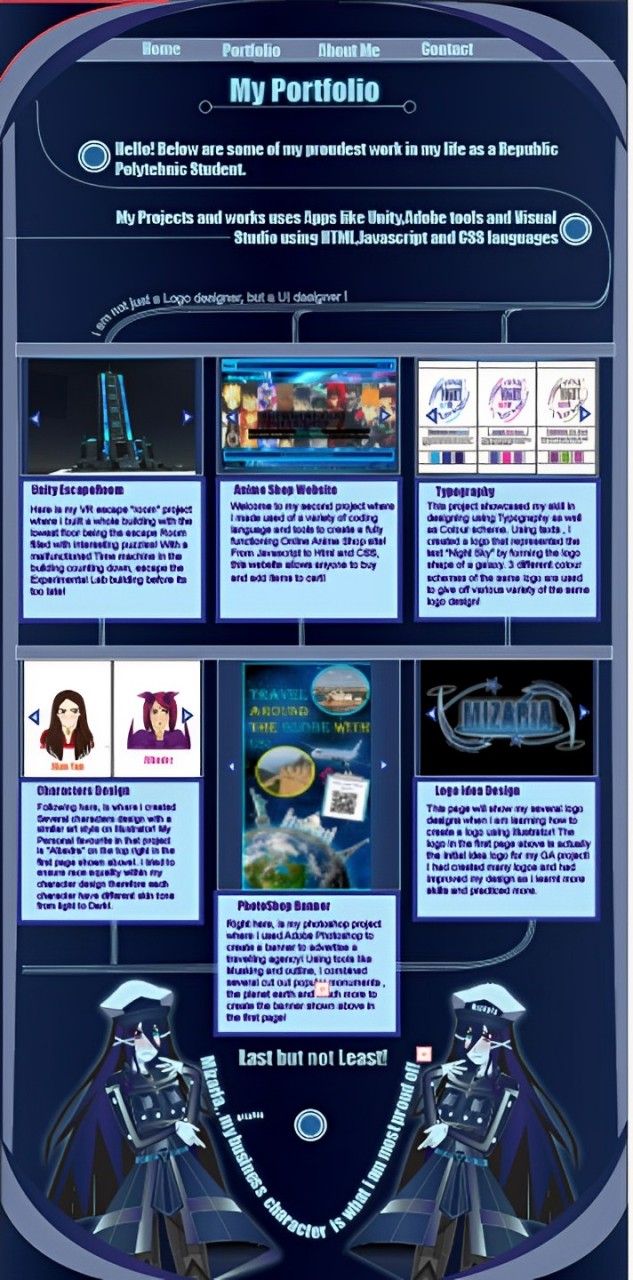 Home Portfolio About Me Contact
My Portfolio
Hello! Below are some of my proudest work in my life as a Republic
Polytehnic Student.
My Projects and works uses Apps like Unity,Adobe tools and Visual
Studio using HTML,Javascript and CSS languages
I am not just a Logo designer, but a UI designer !
Unity EscapeRoom
Here is my VR escape "room" project
where I built a whole building with the
lowest floor being the escape Room
filled with interesting puzzles! With a
malfunctioned Time machine in the
building counting down, escape the
Experimental Lab building before its
too late!
Anime Shop Website
Welcome to my second project where
I made used of a variety of coding
language and tools to create a fully
functioning Online Anime Shop site!
From Javascript to Html and CSS,
this website allows anyone to buy
and add items to cart!
Typography
This project showcased my skill in
designing using Typography as well
as Colour scheme. Using texts , I
created a logo that represented the
text "Night Sky" by forming the logo
shape of a galaxy. 3 different colour
schemes of the same logo are used
to give off various variety of the same
logo design!
Characters Design
Following here, is where I created
Several characters design with a
similar art style on Illustrator! My
Personal favourite in that project
is "Albedra" on the top right in the
first page shown above!. I tried to
ensure race equality within my
character design therefore each
character have different skin tone
from light to Dark!.
TRAVEL
AROUND
THE GLOBE WITH
US!
PhotoShop Banner
Right here, is my photoshop project
where I used Adobe Photoshop to
create a banner to advertise a
travelling agency! Using tools like
Masking and outline, I combined
several cut out popular monuments ,
the planet earth and much more to
create the banner shown above in
the first page!
MIZARIA
Logo Idea Design
This page will show my several logo
designs when I am learning how to
create a logo using Illustrator! The
logo in the first page above is actually
the initial idea logo for my GA project!
I had created many logos and had
improved my design as I learnt more
skills and practiced more.
Last but not Least!
Mizaria , my business character is what I am most proud of!